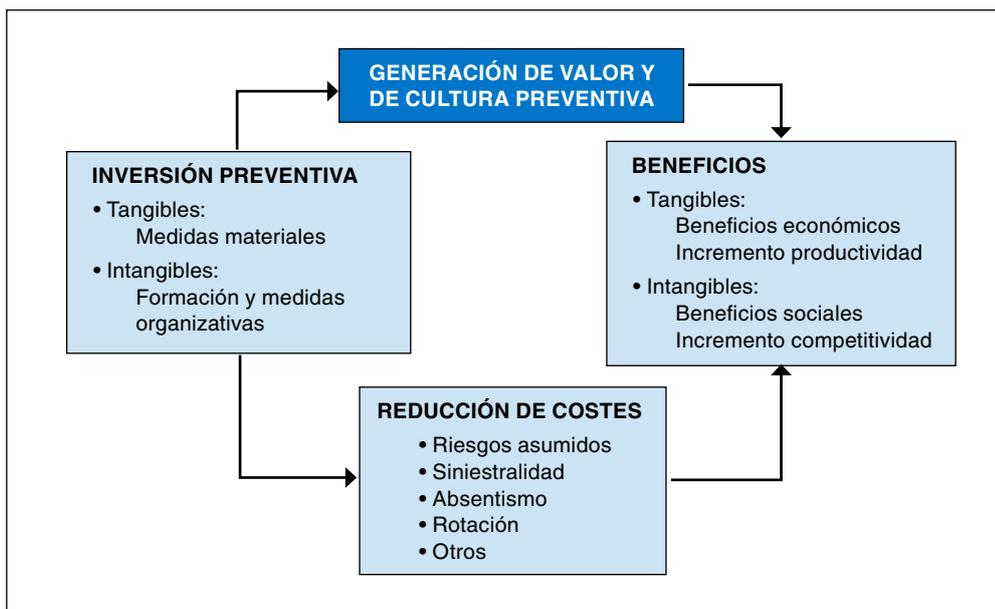 GENERACIÓN DE VALOR Y
DE CULTURA PREVENTIVA
INVERSIÓN PREVENTIVA
• Tangibles:
Medidas materiales
• Intangibles:
Formación y medidas
organizativas
BENEFICIOS
• Tangibles:
Beneficios económicos
Incremento productividad
• Intangibles:
Beneficios sociales
Incremento competitividad
REDUCCIÓN DE COSTES
• Riesgos asumidos
• Siniestralidad
• Absentismo
• Rotación
• Otros